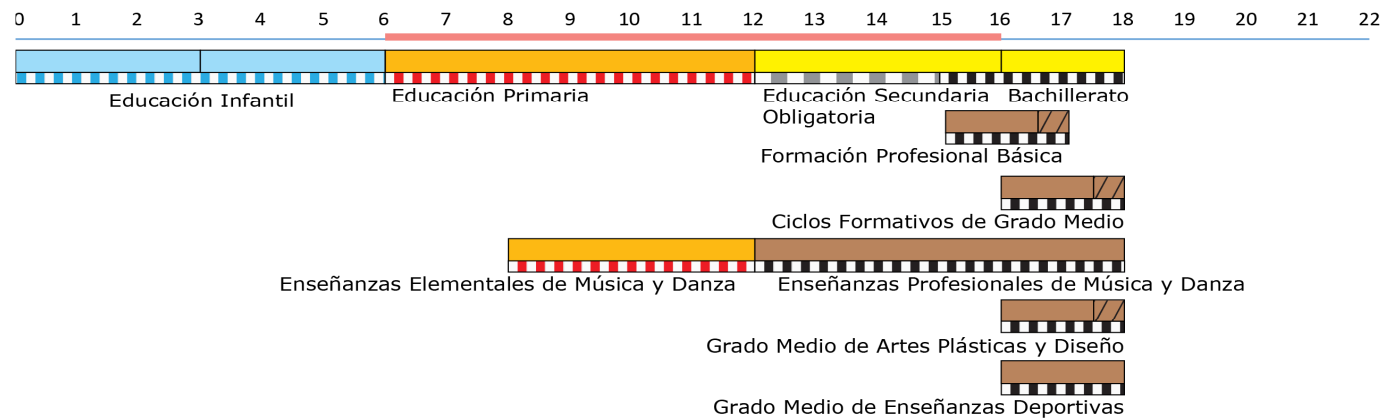 0 1 2 3 4 5 6 7 8 9 10 11 12 13 14 15 16 17 18 19 20 21 22
Educación Infantil Educación Primaria Educación Secundaria Bachillerato
Obligatoria
Formación Profesional Básica
Ciclos Formativos de Grado Medio
Enseñanzas Elementales de Música y Danza Enseñanzas Profesionales de Música y Danza
Grado Medio de Artes Plásticas y Diseño
Grado Medio de Enseñanzas Deportivas